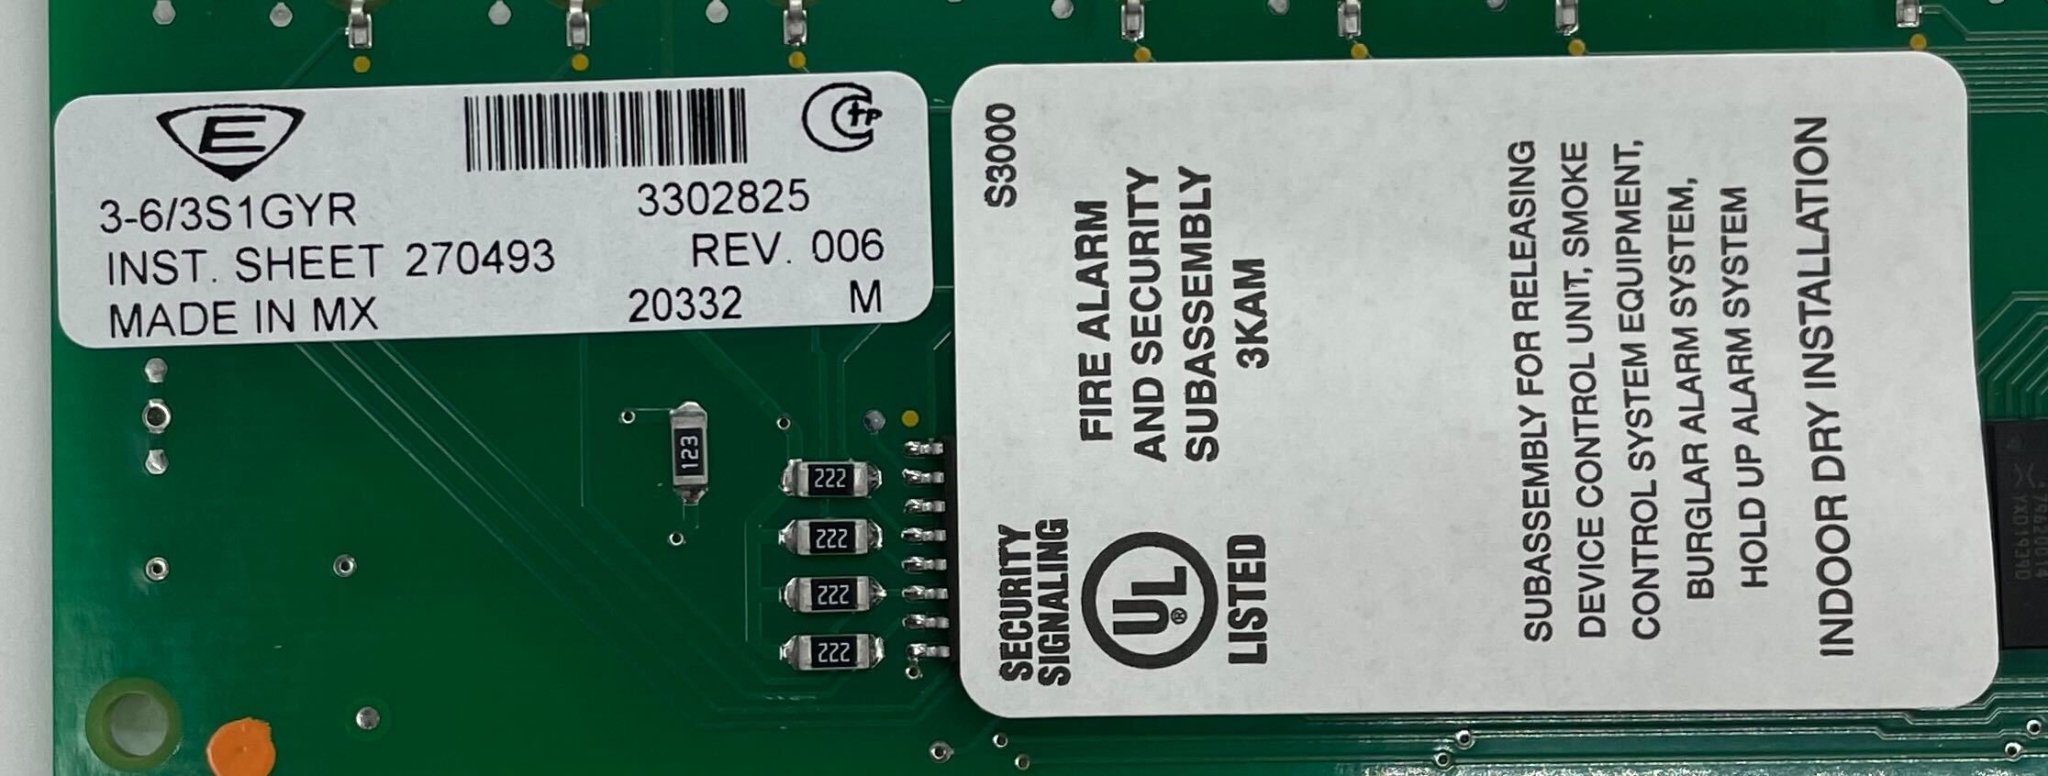 E
3-6/3S1GYR
3302825
INST. SHEET 270493
REV. 006
MADE IN MX
20332
M
S3000
SECURITY
SIGNALING
UL
®
LISTED
FIRE ALARM
AND SECURITY
SUBASSEMBLY
3KAM
SUBASSEMBLY FOR RELEASING
DEVICE CONTROL UNIT, SMOKE
CONTROL SYSTEM EQUIPMENT,
BURGLAR ALARM SYSTEM,
HOLD UP ALARM SYSTEM
INDOOR DRY INSTALLATION
123
222
222
222
222